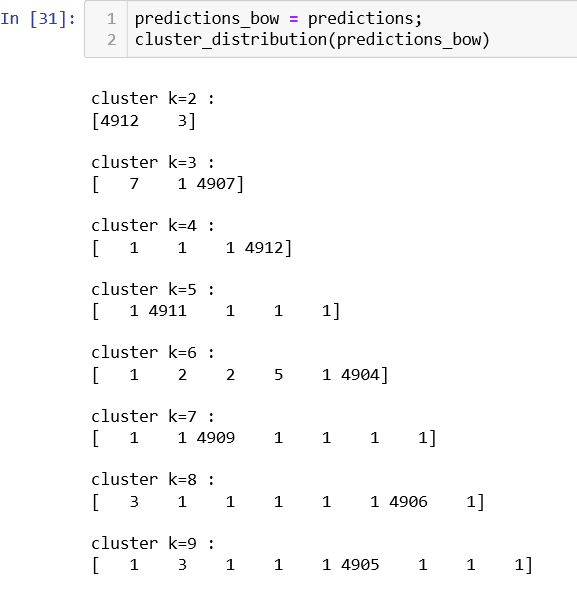 In [31]:
1 predictions_bow = predictions;
2 cluster_distribution(predictions_bow)
cluster k=2 :
[4912    3]
cluster k=3 :
[   7    1 4907]
cluster k=4 :
[   1    1    1 4912]
cluster k=5 :
[   1 4911    1    1    1]
cluster k=6 :
[   1    2    2    5    1 4904]
cluster k=7 :
[   1    1 4909    1    1    1    1]
cluster k=8 :
[   3    1    1    1    1    1 4906    1]
cluster k=9 :
[   1    3    1    1    1 4905    1    1    1]